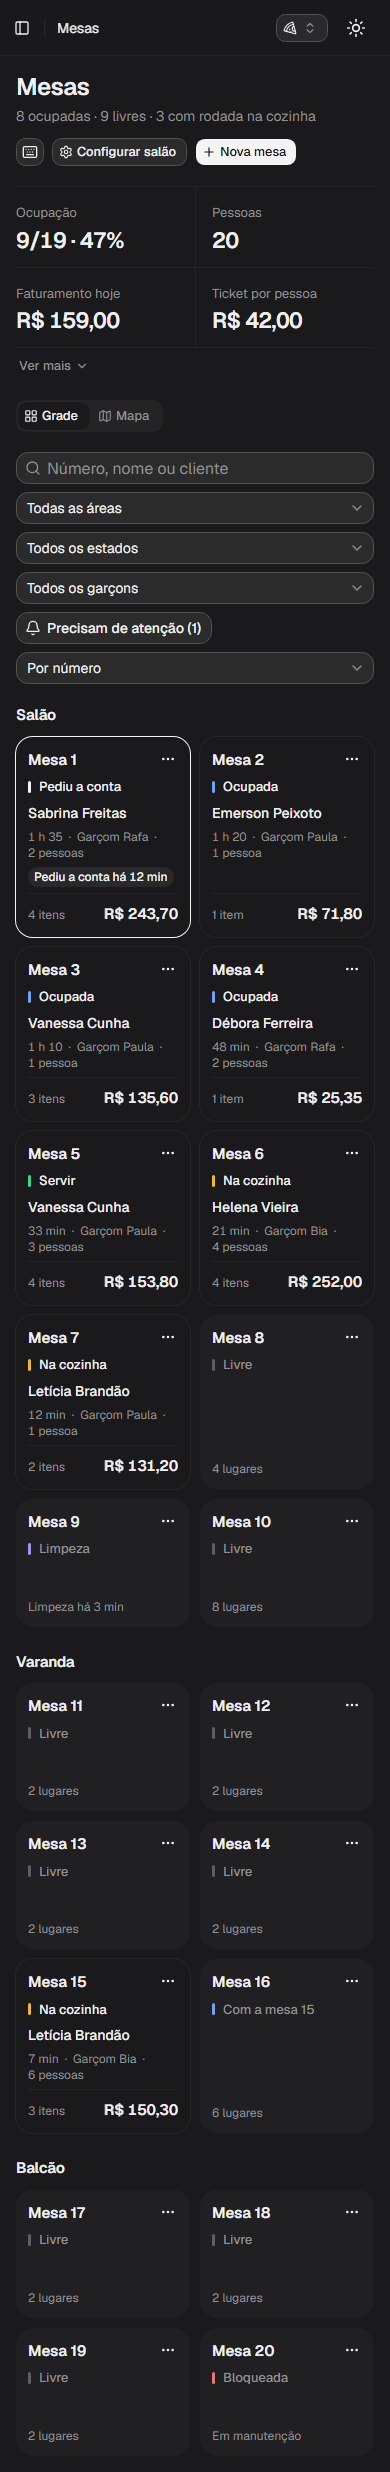 Mesas
Mesas
8 ocupadas · 9 livres · 3 com rodada na cozinha
Configurar salão
Nova mesa
Ocupação
9/19 · 47%
Pessoas
20
Faturamento hoje
R$ 159,00
Ticket por pessoa
R$ 42,00
Ver mais
Grade
Mapa
Número, nome ou cliente
Todas as áreas
Todos os estados
Todos os garçons
Precisam de atenção (1)
Por número
Salão
Mesa 1
Pediu a conta
Sabrina Freitas
1 h 35 · Garçom Rafa ·
2 pessoas
Pediu a conta há 12 min
4 itens
R$ 243,70
Mesa 2
Ocupada
Emerson Peixoto
1 h 20 · Garçom Paula ·
1 pessoa
1 item
R$ 71,80
Mesa 3
Ocupada
Vanessa Cunha
1 h 10 · Garçom Paula ·
1 pessoa
3 itens
R$ 135,60
Mesa 4
Ocupada
Débora Ferreira
48 min · Garçom Rafa ·
2 pessoas
1 item
R$ 25,35
Mesa 5
Servir
Vanessa Cunha
33 min · Garçom Paula ·
3 pessoas
4 itens
R$ 153,80
Mesa 6
Na cozinha
Helena Vieira
21 min · Garçom Bia ·
4 pessoas
4 itens
R$ 252,00
Mesa 7
Na cozinha
Letícia Brandão
12 min · Garçom Paula ·
1 pessoa
2 itens
R$ 131,20
Mesa 8
Livre
4 lugares
Mesa 9
Limpeza
Limpeza há 3 min
Mesa 10
Livre
8 lugares
Varanda
Mesa 11
Livre
2 lugares
Mesa 12
Livre
2 lugares
Mesa 13
Livre
2 lugares
Mesa 14
Livre
2 lugares
Mesa 15
Na cozinha
Letícia Brandão
7 min · Garçom Bia ·
6 pessoas
3 itens
R$ 150,30
Mesa 16
Com a mesa 15
6 lugares
Balcão
Mesa 17
Livre
2 lugares
Mesa 18
Livre
2 lugares
Mesa 19
Livre
2 lugares
Mesa 20
Bloqueada
Em manutenção